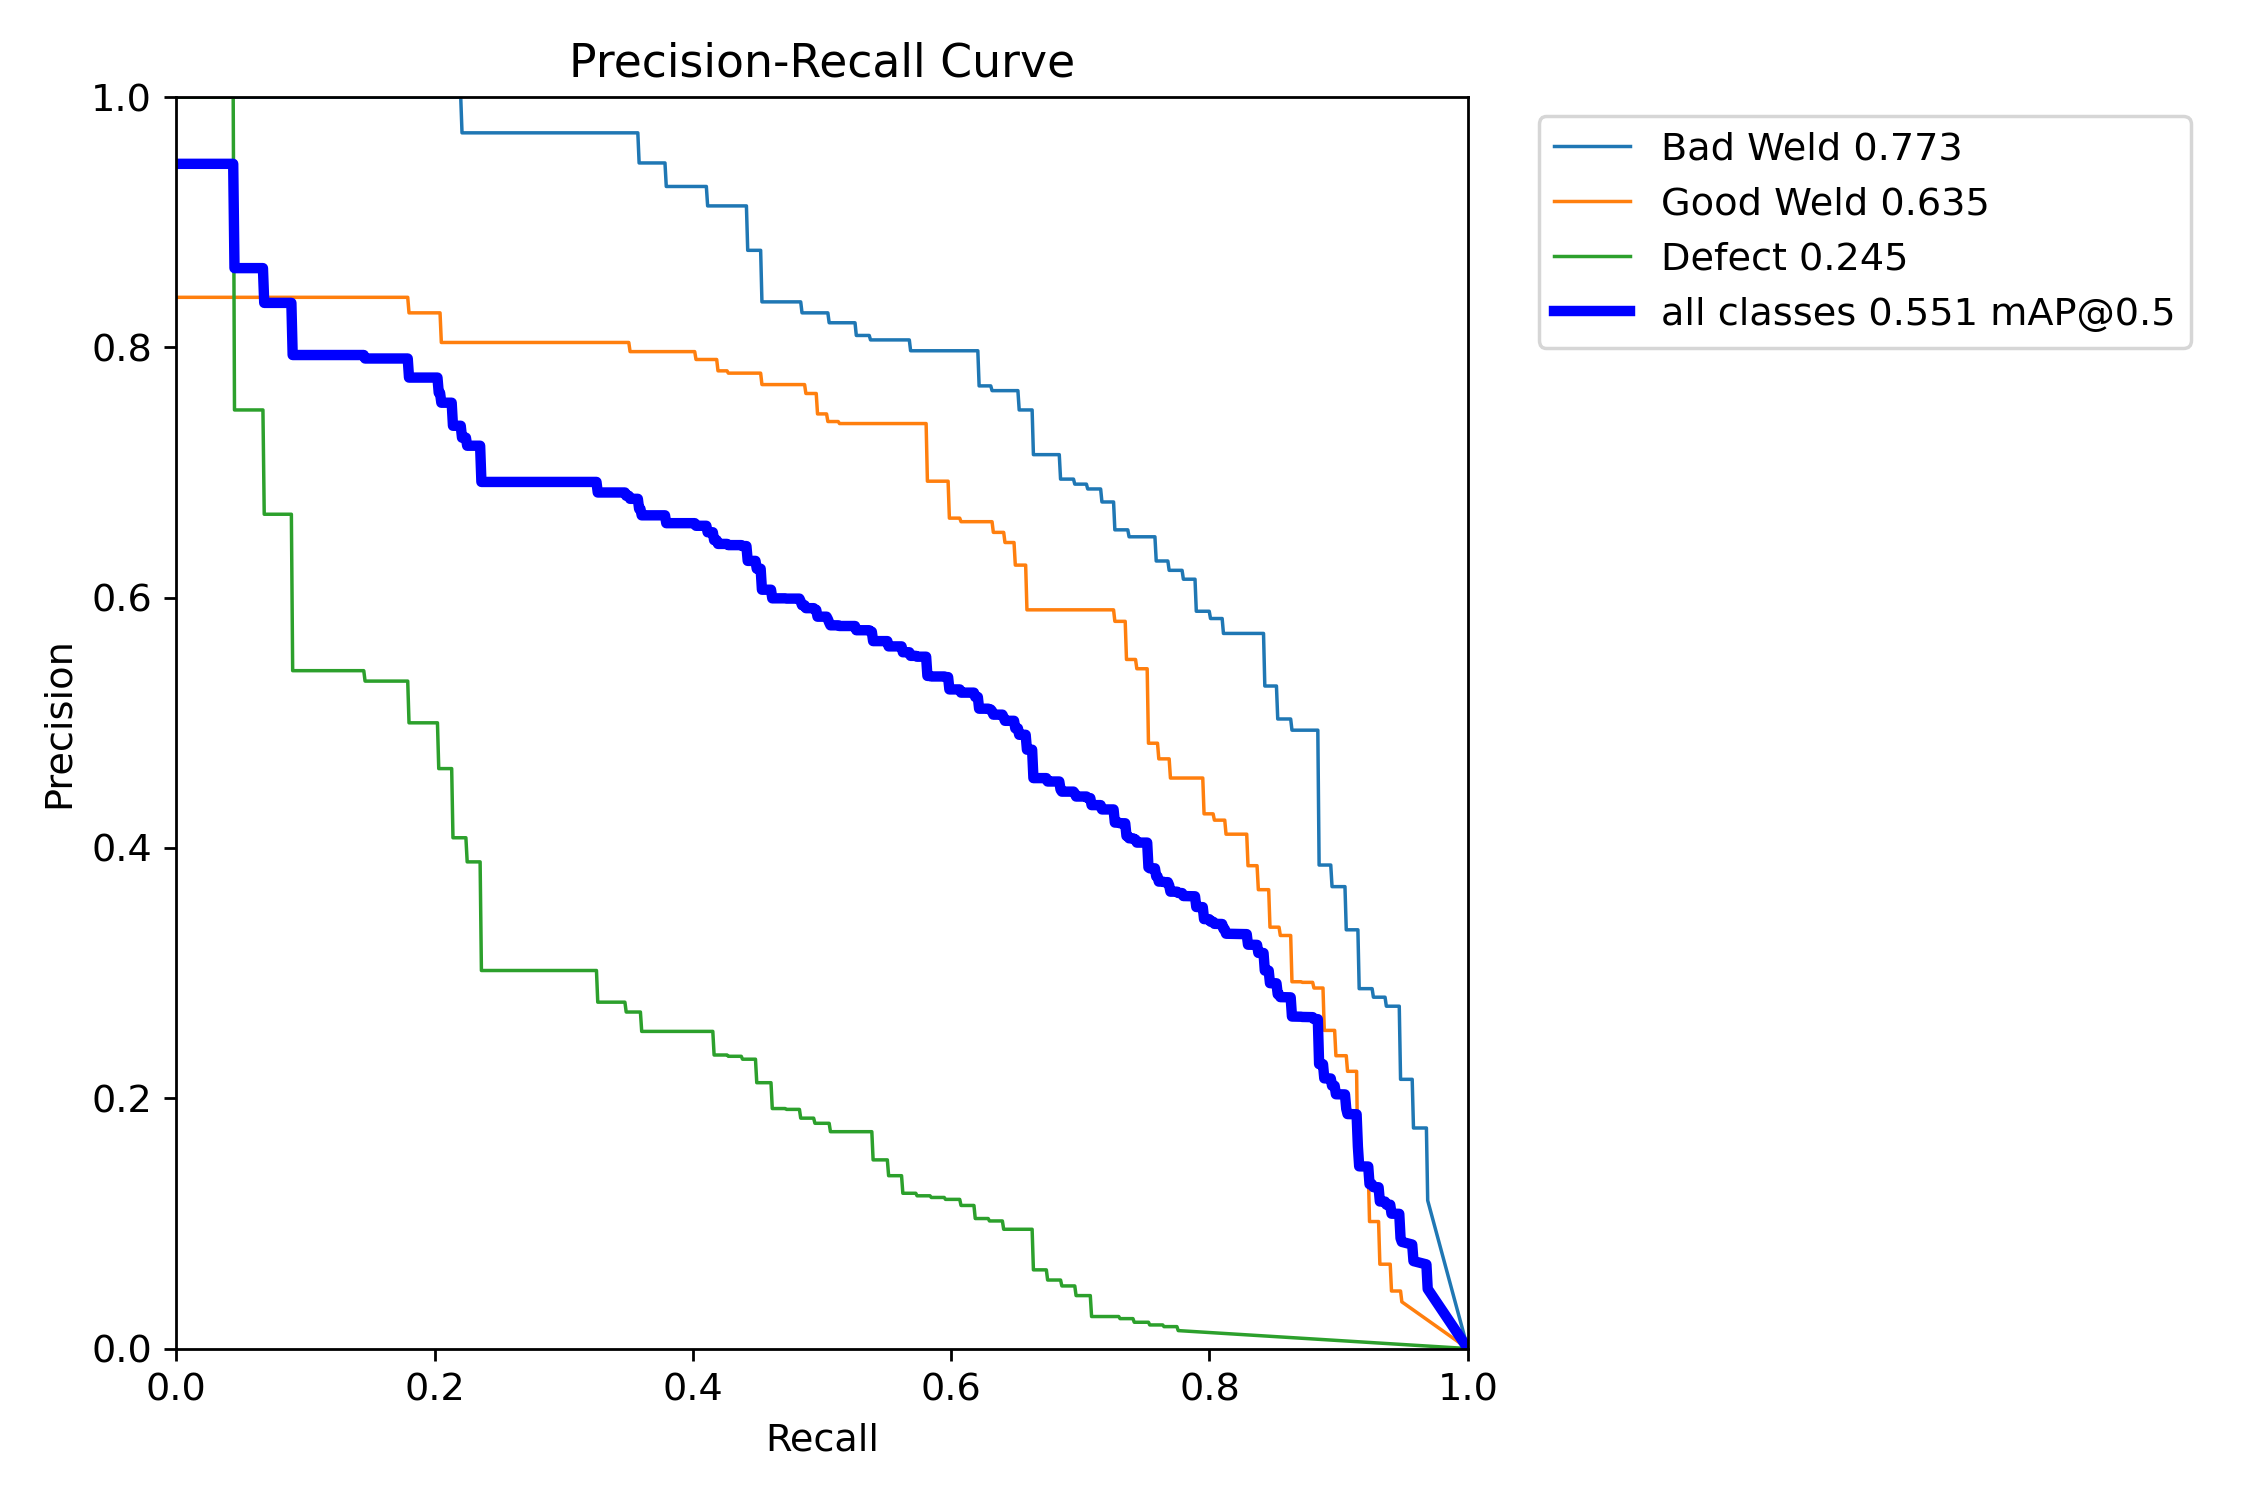 Precision-Recall Curve
1.0
0.8
0.6
0.4
0.2
0.0
Precision
0.0 0.2 0.4 0.6 0.8 1.0
Recall
Bad Weld 0.773
Good Weld 0.635
Defect 0.245
all classes 0.551 mAP@0.5